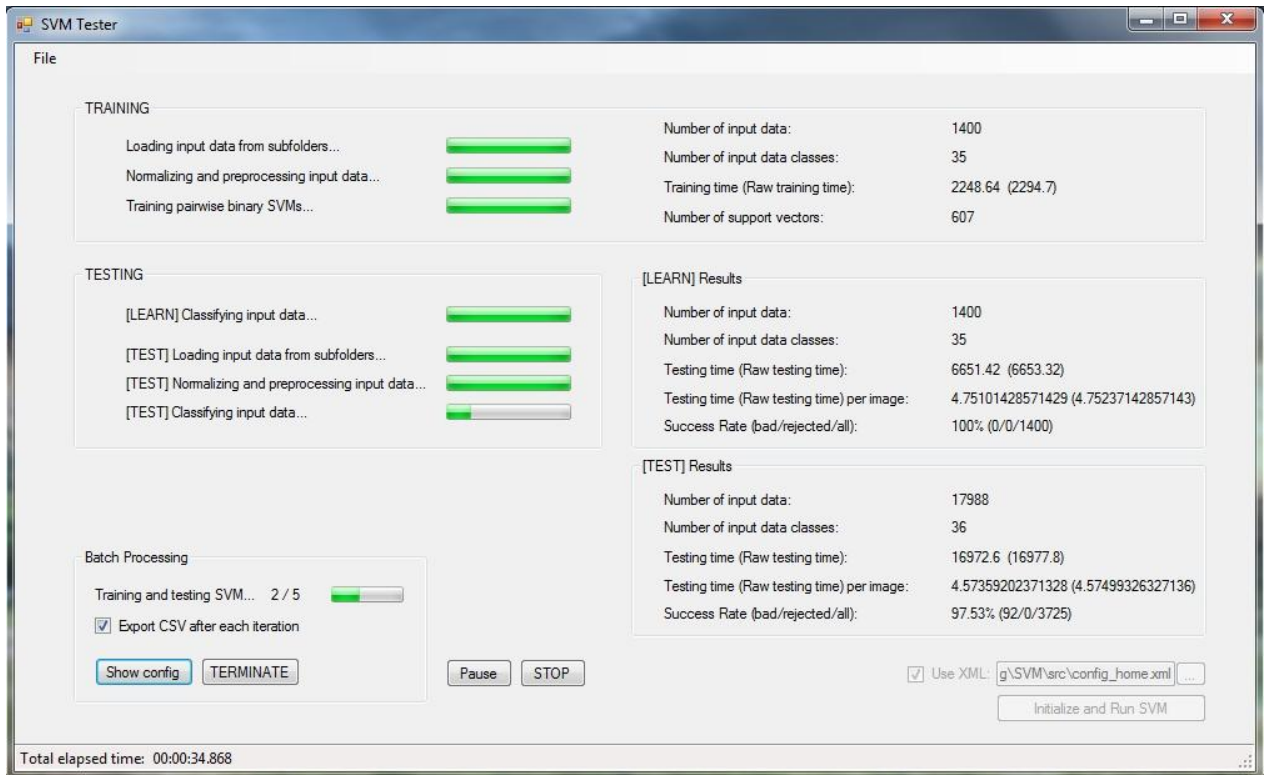 SVM Tester
File
TRAINING
Loading input data from subfolders...
Normalizing and preprocessing input data...
Training pairwise binary SVMs...
Number of input data: 1400
Number of input data classes: 35
Training time (Raw training time): 2248.64 (2294.7)
Number of support vectors: 607
TESTING
[LEARN] Classifying input data...
[TEST] Loading input data from subfolders...
[TEST] Normalizing and preprocessing input data...
[TEST] Classifying input data...
[LEARN] Results
Number of input data: 1400
Number of input data classes: 35
Testing time (Raw testing time): 6651.42 (6653.32)
Testing time (Raw testing time) per image: 4.75101428571429 (4.75237142857143)
Success Rate (bad/rejected/all): 100% (0/0/1400)
[TEST] Results
Number of input data: 17988
Number of input data classes: 36
Testing time (Raw testing time): 16972.6 (16977.8)
Testing time (Raw testing time) per image: 4.57359202371328 (4.57499326327136)
Success Rate (bad/rejected/all): 97.53% (92/0/3725)
Batch Processing
Training and testing SVM... 2 / 5
Export CSV after each iteration
Show config TERMINATE
Pause STOP
Use XML: g\SVM\src\config_home.xml ...
Initialize and Run SVM
Total elapsed time: 00:00:34.868